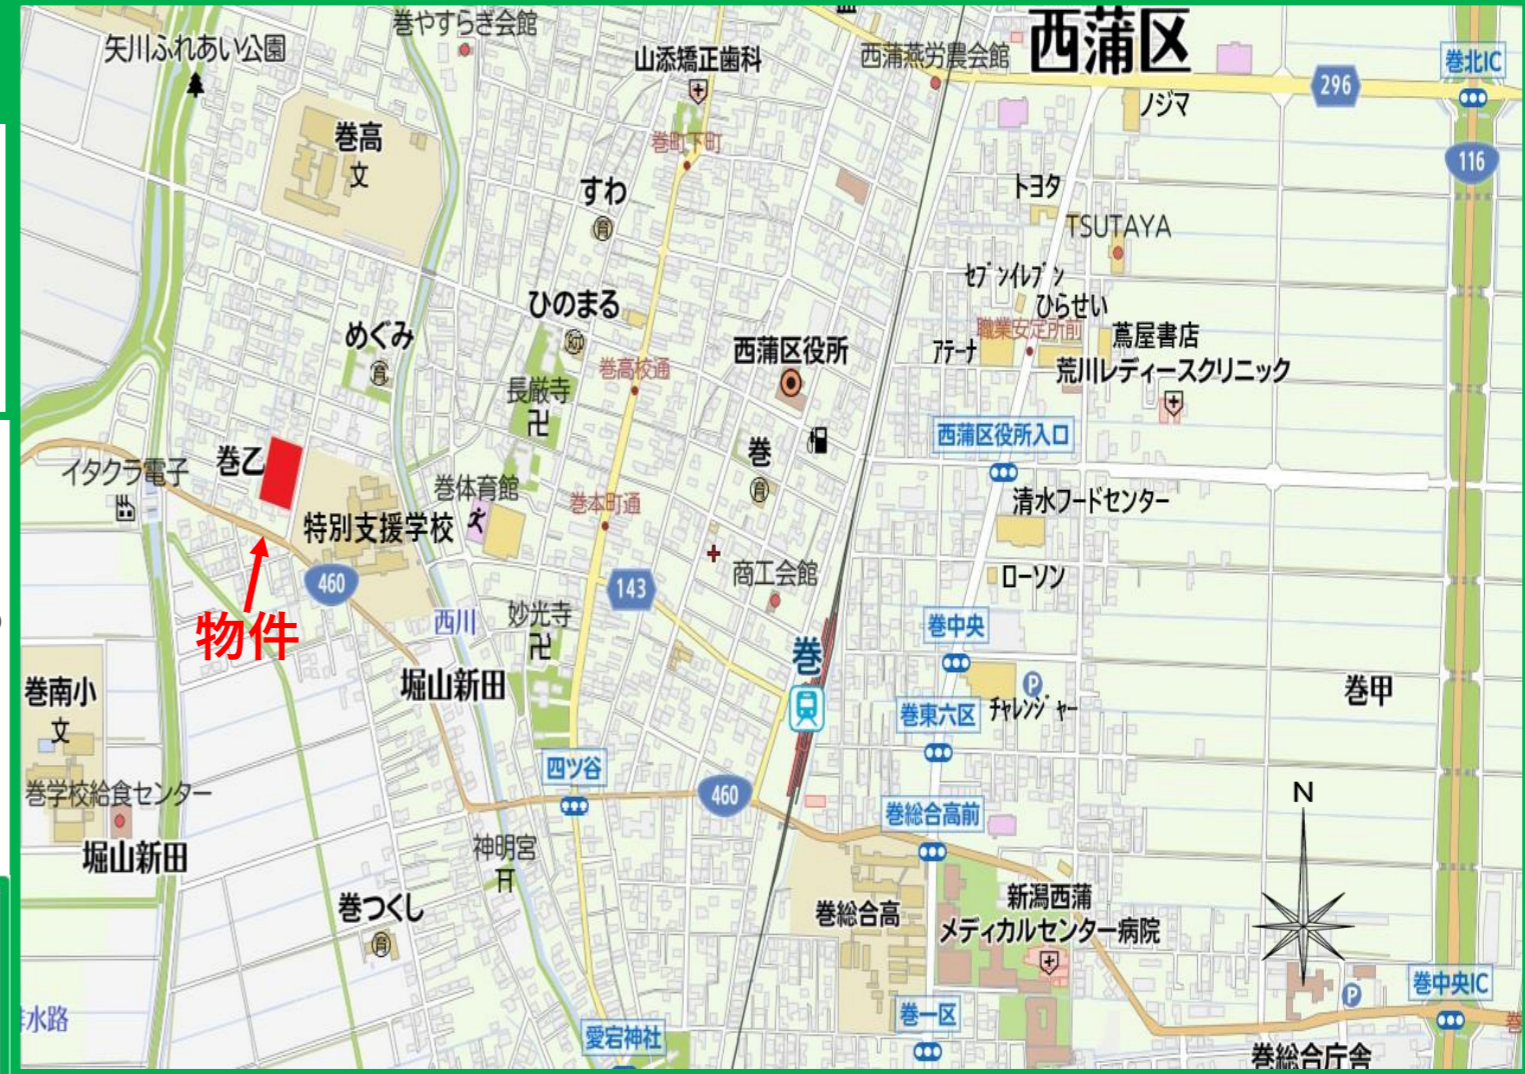 巻やすらぎ会館
西蒲区
矢川ふれあい公園
山添矯正歯科
西蒲燕労農会館
巻北IC
296
ノジマ
巻高
文
巻町下町
116
すわ
育
トヨタ
TSUTAYA
セブンイレブン
ひのまる
幼
ひらせい
めぐみ
育
西蒲区役所
職業安定所前
アテーナ
蔦屋書店
巻高校通
荒川レディースクリニック
長厳寺
卍
西蒲区役所入口
巻乙
イタクラ電子
巻
育
巻体育館
巻本町通
清水フードセンター
特別支援学校
商工会館
ローソン
460
143
物件
西川
妙光寺
卍
巻中央
巻
堀山新田
P
巻南小
文
巻東六区
チャレンジャー
巻甲
四ツ谷
巻学校給食センター
460
N
巻総合高前
神明宮
堀山新田
巻つくし
育
巻総合高
新潟西蒲
メディカルセンター病院
巻中央IC
P
水路
巻一区
愛宕神社
巻
巻総合庁舎